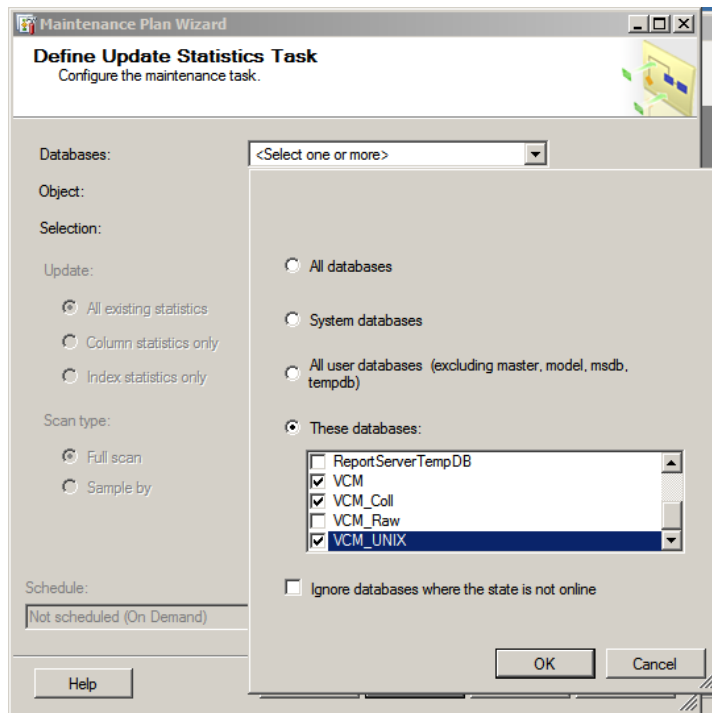 Maintenance Plan Wizard
Define Update Statistics Task
Configure the maintenance task.
Databases:
<Select one or more>
Object:
Selection:
Update:
All existing statistics
Column statistics only
Index statistics only
Scan type:
Full scan
Sample by
Schedule:
Not scheduled (On Demand)
Help
All databases
System databases
All user databases (excluding master, model, msdb,
tempdb)
These databases:
ReportServerTempDB
VCM
VCM_Coll
VCM_Raw
VCM_UNIX
Ignore databases where the state is not online
OK
Cancel